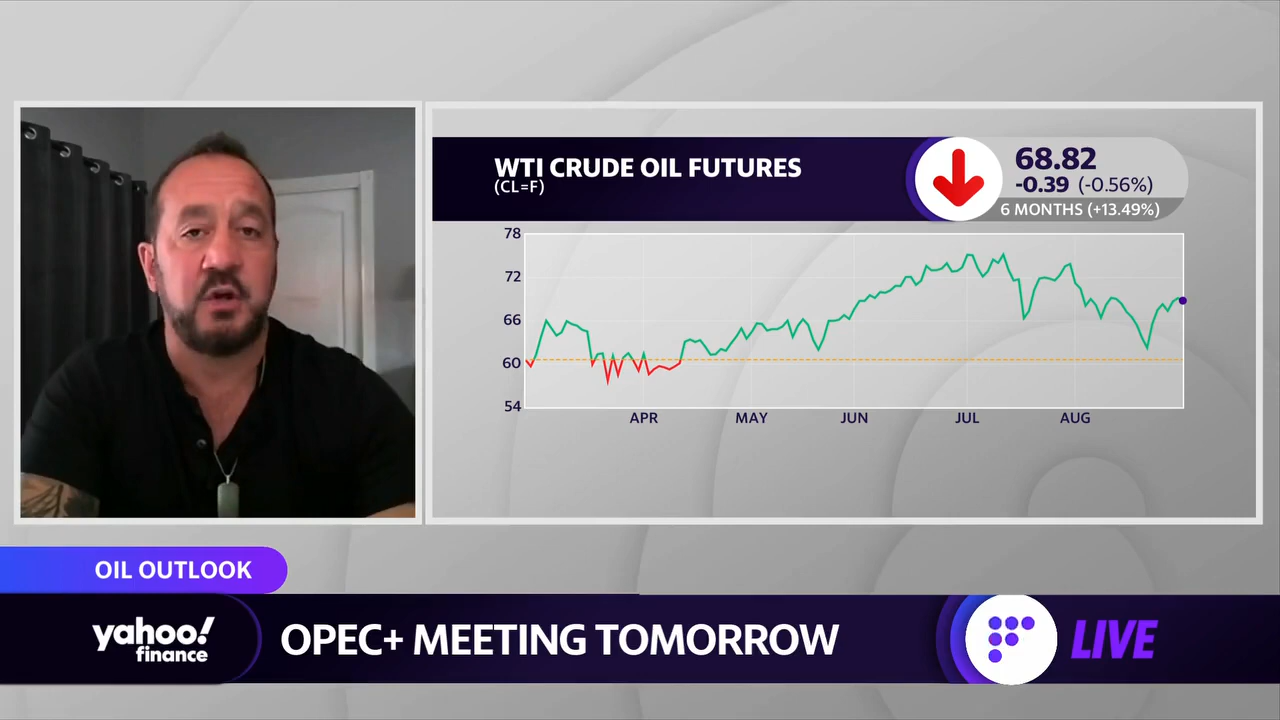 WTI CRUDE OIL FUTURES
(CL=F)
68.82
-0.39 (-0.56%)
6 MONTHS (+13.49%)
78
72
66
60
54
APR MAY JUN JUL AUG
OIL OUTLOOK
yahoo!
finance
OPEC+ MEETING TOMORROW
LIVE